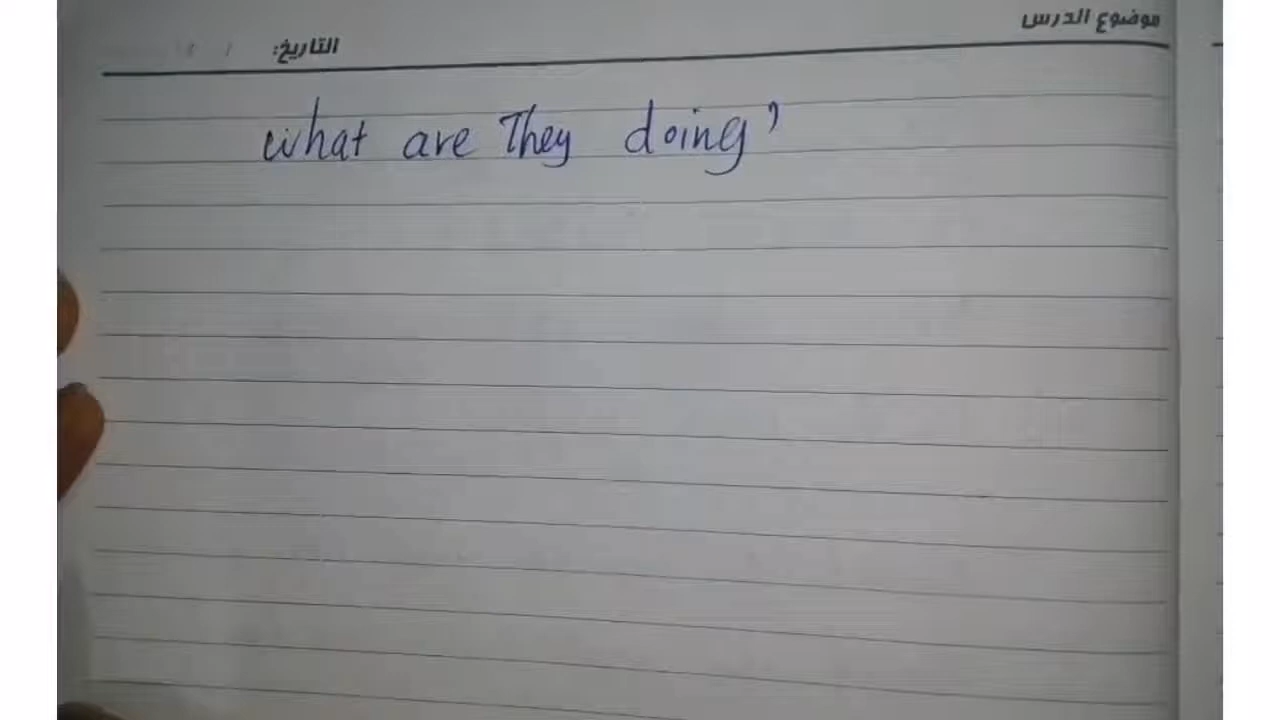 موضوع الدرس
التاريخ: / /
what are They doing ’